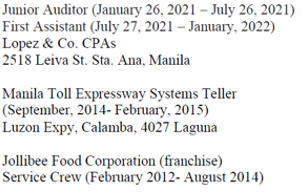 Junior Auditor (January 26, 2021 – July 26, 2021)
First Assistant (July 27, 2021 – January, 2022)
Lopez & Co. CPAs
2518 Leiva St. Sta. Ana, Manila

Manila Toll Expressway Systems Teller
(September, 2014- February, 2015)
Luzon Expy, Calamba, 4027 Laguna

Jollibee Food Corporation (franchise)
Service Crew (February 2012- August 2014)